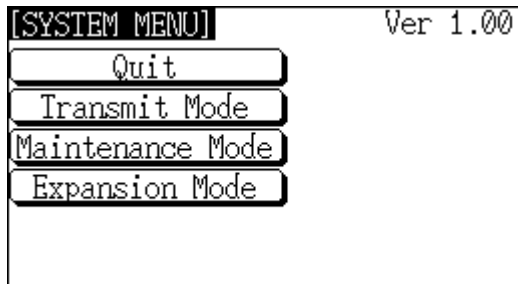 [SYSTEM MENU] Ver 1.00
Quit
Transmit Mode
Maintenance Mode
Expansion Mode